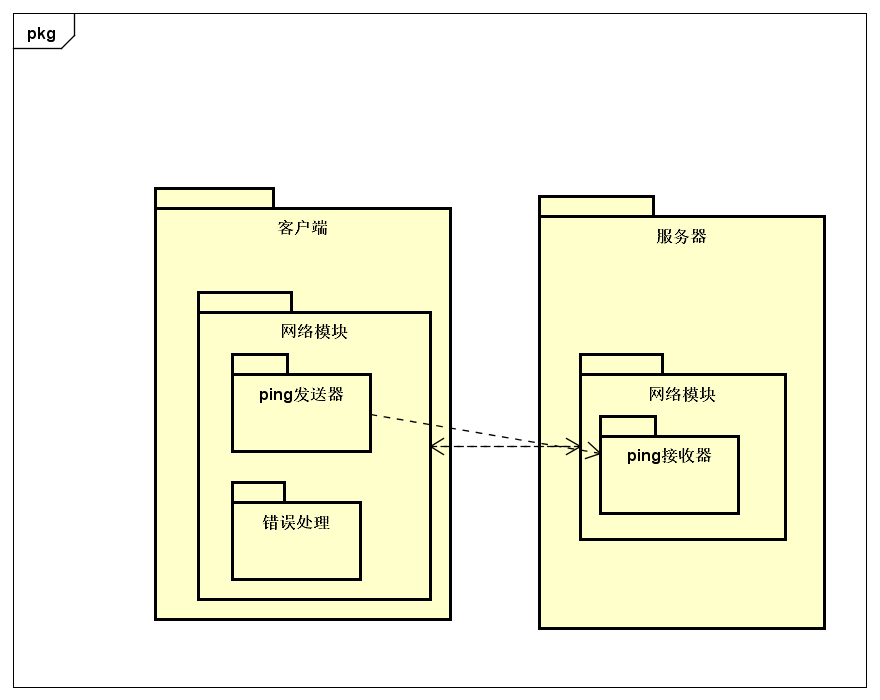 pkg
客户端
网络模块
ping发送器
错误处理
服务器
网络模块
ping接收器